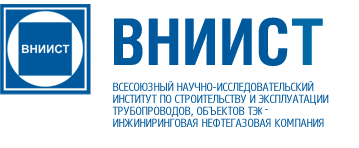 ВНИИСТ
ВНИИСТ
ВСЕСОЮЗНЫЙ НАУЧНО-ИССЛЕДОВАТЕЛЬСКИЙ
ИНСТИТУТ ПО СТРОИТЕЛЬСТВУ И ЭКСПЛУАТАЦИИ
ТРУБОПРОВОДОВ, ОБЪЕКТОВ ТЭК -
ИНЖИНИРИНГОВАЯ НЕФТЕГАЗОВАЯ КОМПАНИЯ